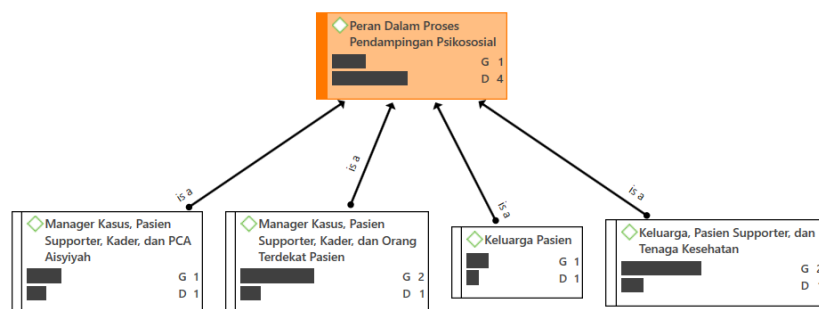 Peran Dalam Proses
Pendampingan Psikososial
G 1
D 4
is a
is a
is a
is a
Manager Kasus, Pasien
Supporter, Kader, dan PCA
Aisyiyah
G 1
D 1
Manager Kasus, Pasien
Supporter, Kader, dan Orang
Terdekat Pasien
G 2
D 1
Keluarga Pasien
G 1
D 1
Keluarga, Pasien Supporter, dan
Tenaga Kesehatan
G 2
D 1